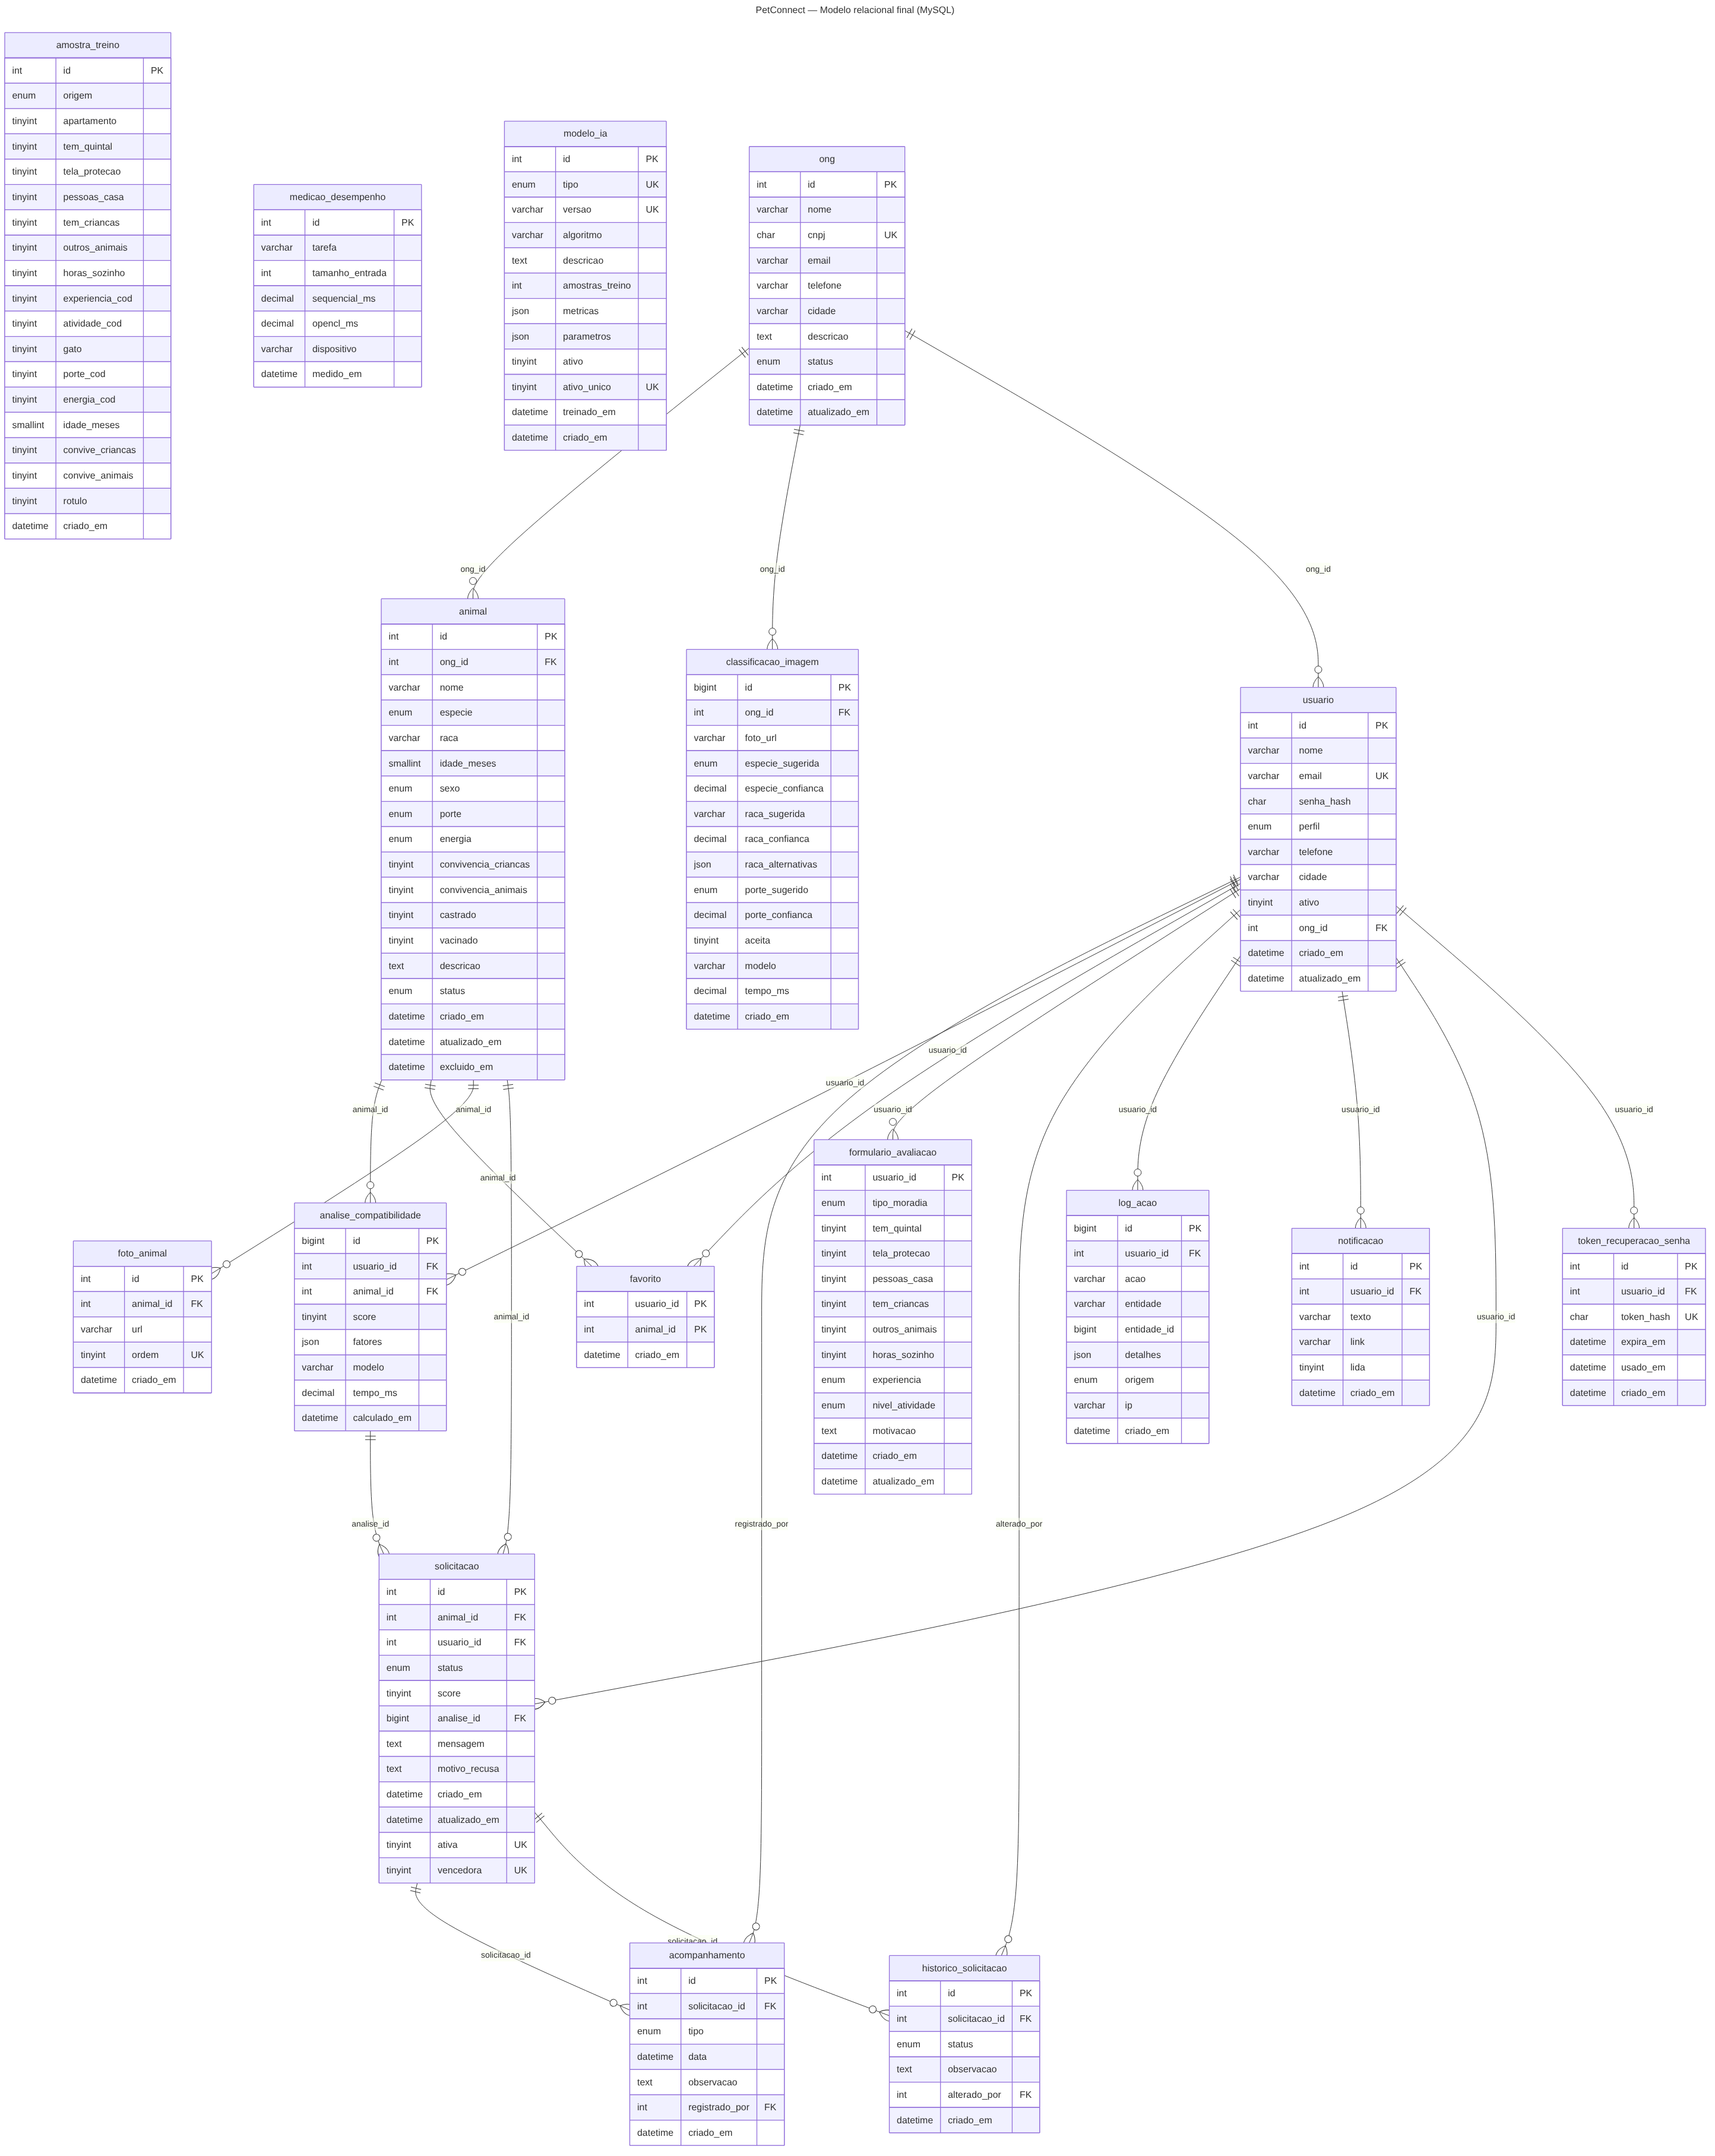 PetConnect — Modelo relacional final (MySQL)
amostra_treino
int id PK
enum origem
tinyint apartamento
tinyint tem_quintal
tinyint tela_protecao
tinyint pessoas_casa
tinyint tem_criancas
tinyint outros_animais
tinyint horas_sozinho
tinyint experiencia_cod
tinyint atividade_cod
tinyint gato
tinyint porte_cod
tinyint energia_cod
smallint idade_meses
tinyint convive_criancas
tinyint convive_animais
tinyint rotulo
datetime criado_em
medicao_desempenho
int id PK
varchar tarefa
int tamanho_entrada
decimal sequencial_ms
decimal opencl_ms
varchar dispositivo
datetime medido_em
modelo_ia
int id PK
enum tipo UK
varchar versao UK
varchar algoritmo
text descricao
int amostras_treino
json metricas
json parametros
tinyint ativo
tinyint ativo_unico UK
datetime treinado_em
datetime criado_em
ong
int id PK
varchar nome
char cnpj UK
varchar email
varchar telefone
varchar cidade
text descricao
enum status
datetime criado_em
datetime atualizado_em
ong_id
ong_id
ong_id
animal
int id PK
int ong_id FK
varchar nome
enum especie
varchar raca
smallint idade_meses
enum sexo
enum porte
enum energia
tinyint convivencia_criancas
tinyint convivencia_animais
tinyint castrado
tinyint vacinado
text descricao
enum status
datetime criado_em
datetime atualizado_em
datetime excluido_em
classificacao_imagem
bigint id PK
int ong_id FK
varchar foto_url
enum especie_sugerida
decimal especie_confianca
varchar raca_sugerida
decimal raca_confianca
json raca_alternativas
enum porte_sugerido
decimal porte_confianca
tinyint aceita
varchar modelo
decimal tempo_ms
datetime criado_em
usuario
int id PK
varchar nome
varchar email UK
char senha_hash
enum perfil
varchar telefone
varchar cidade
tinyint ativo
int ong_id FK
datetime criado_em
datetime atualizado_em
animal_id
animal_id
animal_id
animal_id
usuario_id
usuario_id
usuario_id
usuario_id
usuario_id
usuario_id
usuario_id
foto_animal
int id PK
int animal_id FK
varchar url
tinyint ordem UK
datetime criado_em
analise_compatibilidade
bigint id PK
int usuario_id FK
int animal_id FK
tinyint score
json fatores
varchar modelo
decimal tempo_ms
datetime calculado_em
favorito
int usuario_id PK
int animal_id PK
datetime criado_em
formulario_avaliacao
int usuario_id PK
enum tipo_moradia
tinyint tem_quintal
tinyint tela_protecao
tinyint pessoas_casa
tinyint tem_criancas
tinyint outros_animais
tinyint horas_sozinho
enum experiencia
enum nivel_atividade
text motivacao
datetime criado_em
datetime atualizado_em
log_acao
bigint id PK
int usuario_id FK
varchar acao
varchar entidade
bigint entidade_id
json detalhes
enum origem
varchar ip
datetime criado_em
notificacao
int id PK
int usuario_id FK
varchar texto
varchar link
tinyint lida
datetime criado_em
token_recuperacao_senha
int id PK
int usuario_id FK
char token_hash UK
datetime expira_em
datetime usado_em
datetime criado_em
analise_id
registrado_por
alterado_por
solicitacao
int id PK
int animal_id FK
int usuario_id FK
enum status
tinyint score
bigint analise_id FK
text mensagem
text motivo_recusa
datetime criado_em
datetime atualizado_em
tinyint ativa UK
tinyint vencedora UK
solicitacao_id
solicitacao_id
acompanhamento
int id PK
int solicitacao_id FK
enum tipo
datetime data
text observacao
int registrado_por FK
datetime criado_em
historico_solicitacao
int id PK
int solicitacao_id FK
enum status
text observacao
int alterado_por FK
datetime criado_em